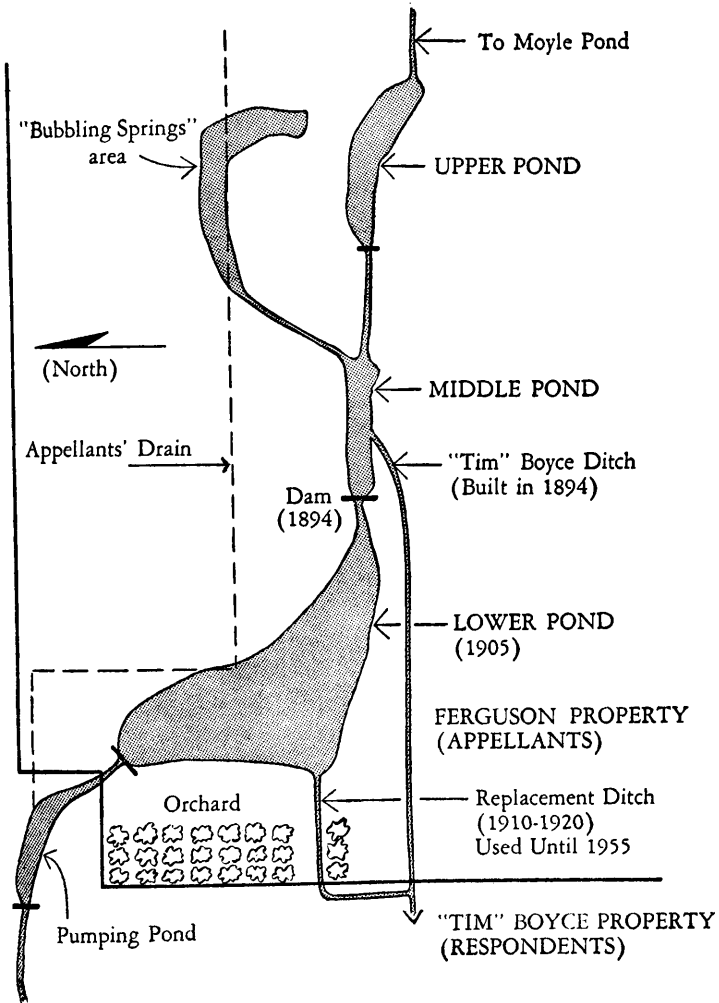 To Moyle Pond
"Bubbling Springs"
area
UPPER POND
(North)
MIDDLE POND
Appellants' Drain
"Tim" Boyce Ditch
(Built in 1894)
Dam
(1894)
LOWER POND
(1905)
FERGUSON PROPERTY
(APPELLANTS)
Orchard
Replacement Ditch
(1910-1920)
Used Until 1955
Pumping Pond
"TIM" BOYCE PROPERTY
(RESPONDENTS)